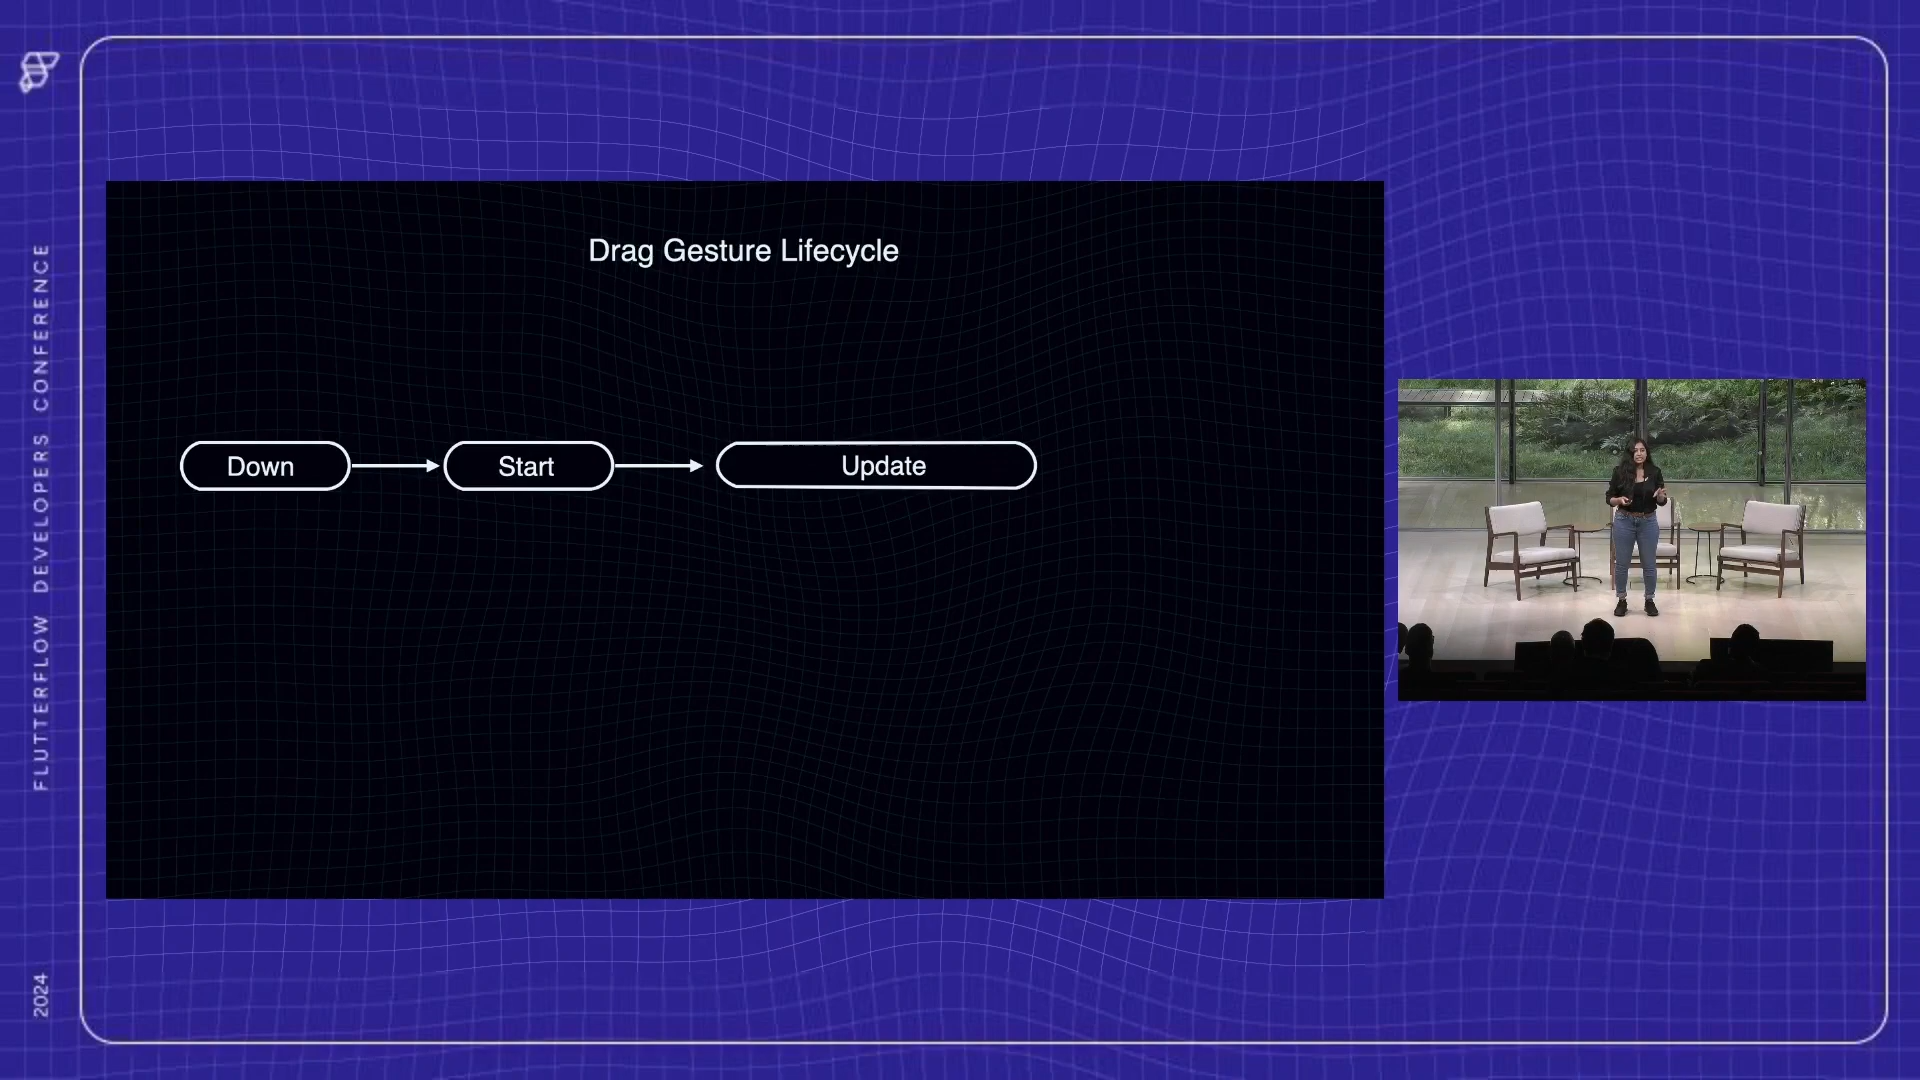 FLUTTERFLOW DEVELOPERS CONFERENCE
2024
Drag Gesture Lifecycle
Down
Start
Update